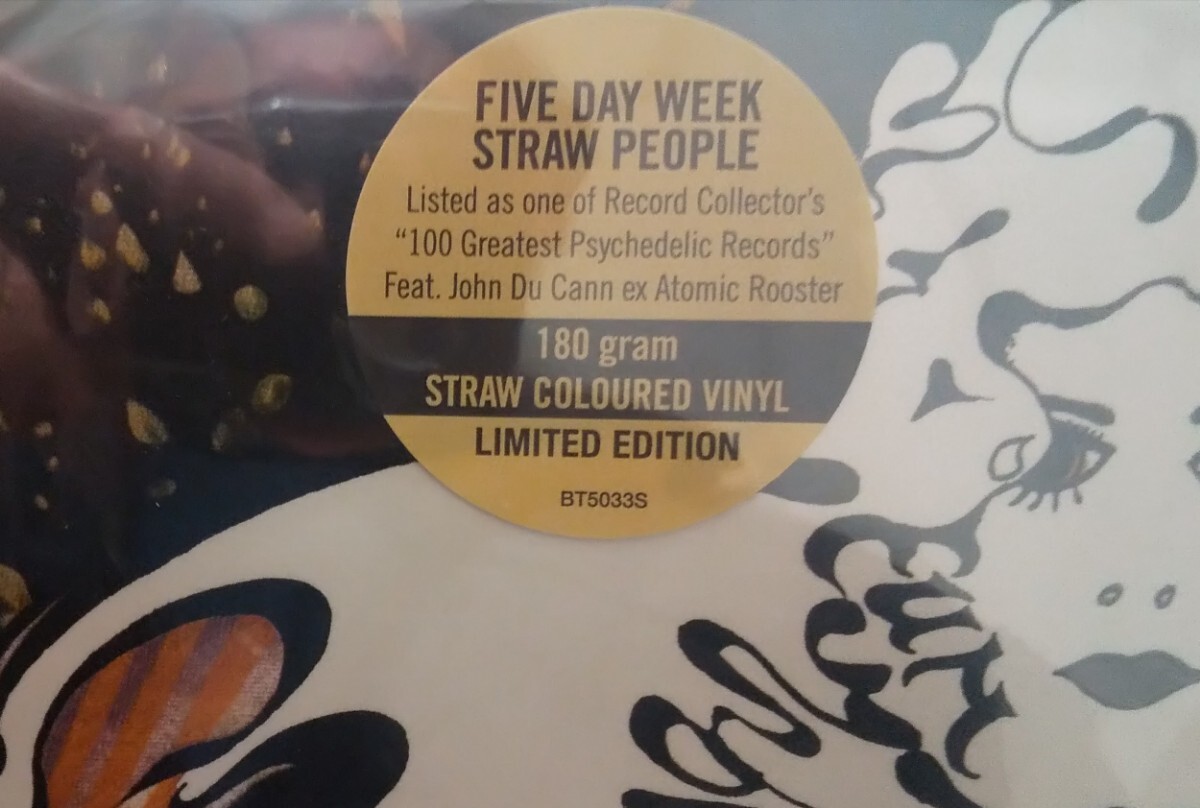 FIVE DAY WEEK
STRAW PEOPLE
Listed as one of Record Collector's
“100 Greatest Psychedelic Records”
Feat. John Du Cann ex Atomic Rooster
180 gram
STRAW COLOURED VINYL
LIMITED EDITION
BT5033S